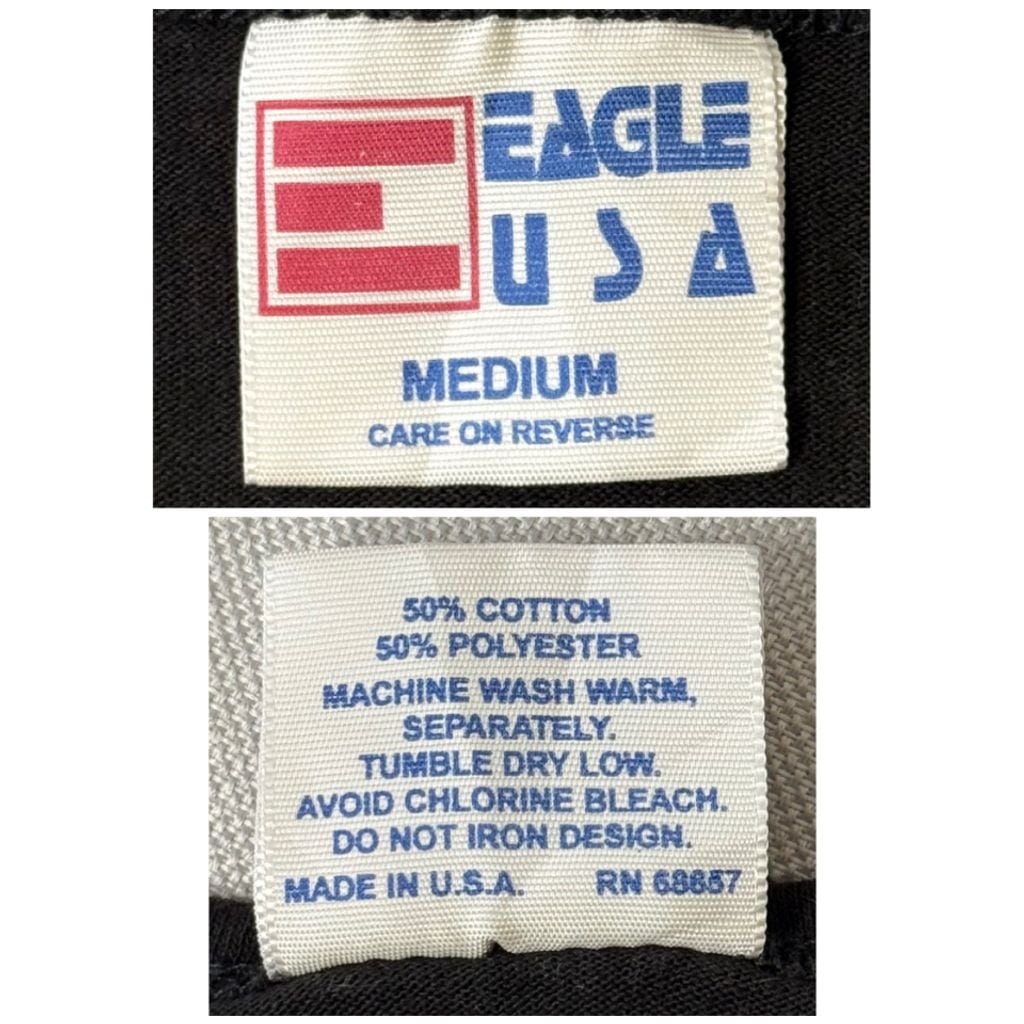 E
EAGLE
USA
MEDIUM
CARE ON REVERSE
50% COTTON
50% POLYESTER
MACHINE WASH WARM,
SEPARATELY.
TUMBLE DRY LOW.
AVOID CHLORINE BLEACH.
DO NOT IRON DESIGN.
MADE IN U.S.A. RN 68657